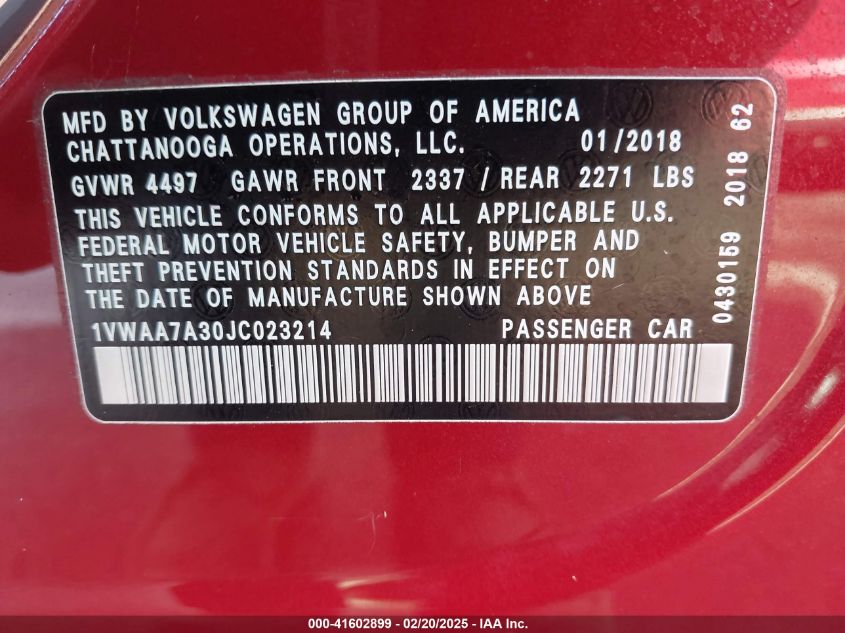 MFD BY VOLKSWAGEN GROUP OF AMERICA
CHATTANOOGA OPERATIONS, LLC. 01/2018
GVWR 4497 GAWR FRONT 2337 / REAR 2271 LBS
THIS VEHICLE CONFORMS TO ALL APPLICABLE U.S.
FEDERAL MOTOR VEHICLE SAFETY, BUMPER AND
THEFT PREVENTION STANDARDS IN EFFECT ON
THE DATE OF MANUFACTURE SHOWN ABOVE
1VWAA7A30JC023214 PASSENGER CAR
0430159 2018 62
000-41602899 - 02/20/2025 - IAA Inc.